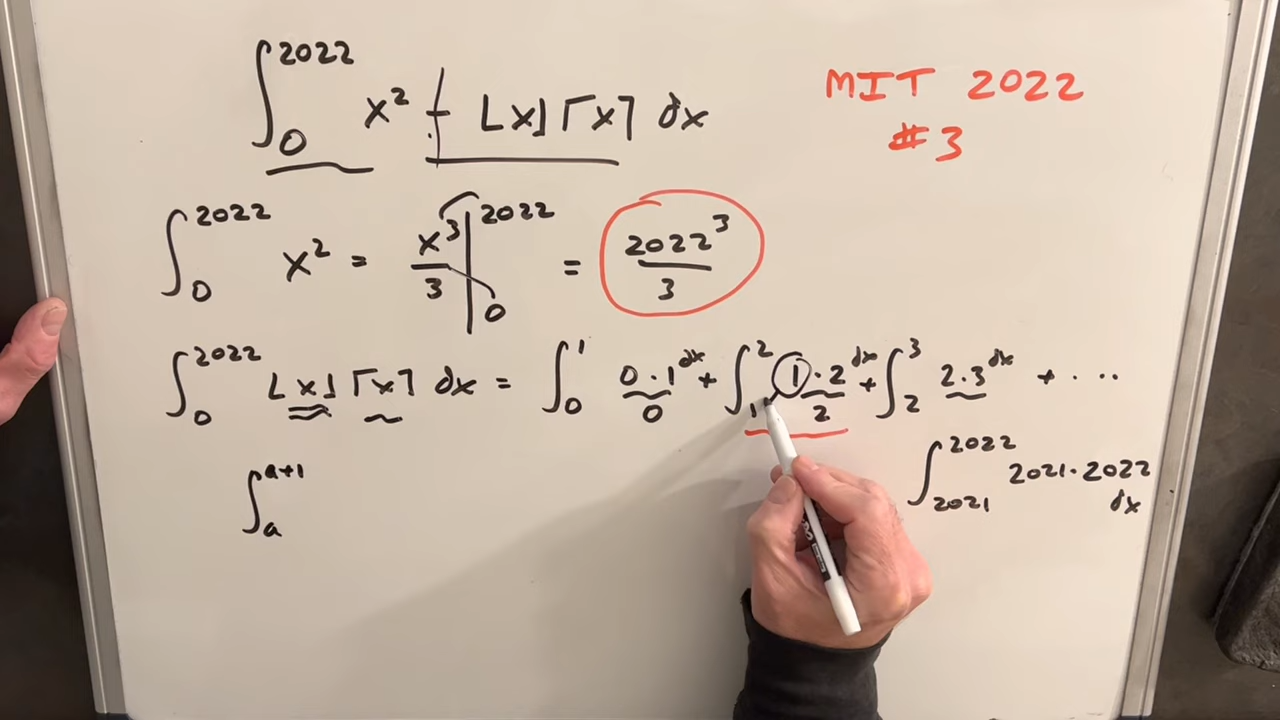 ∫₀²⁰²² x² - ⌊x⌋⌈x⌉ dx
MIT 2022
#3
∫₀²⁰²² x² = x³/3 |₀²⁰²² = 2022³/3
∫₀²⁰²² ⌊x⌋⌈x⌉ dx = ∫₀¹ 0·1 dx + ∫₁² 1·2 dx + ∫₂³ 2·3 dx + ...
0 2
∫₂₀₂₁²⁰²² 2021·2022 dx
∫ₐᵃ⁺¹